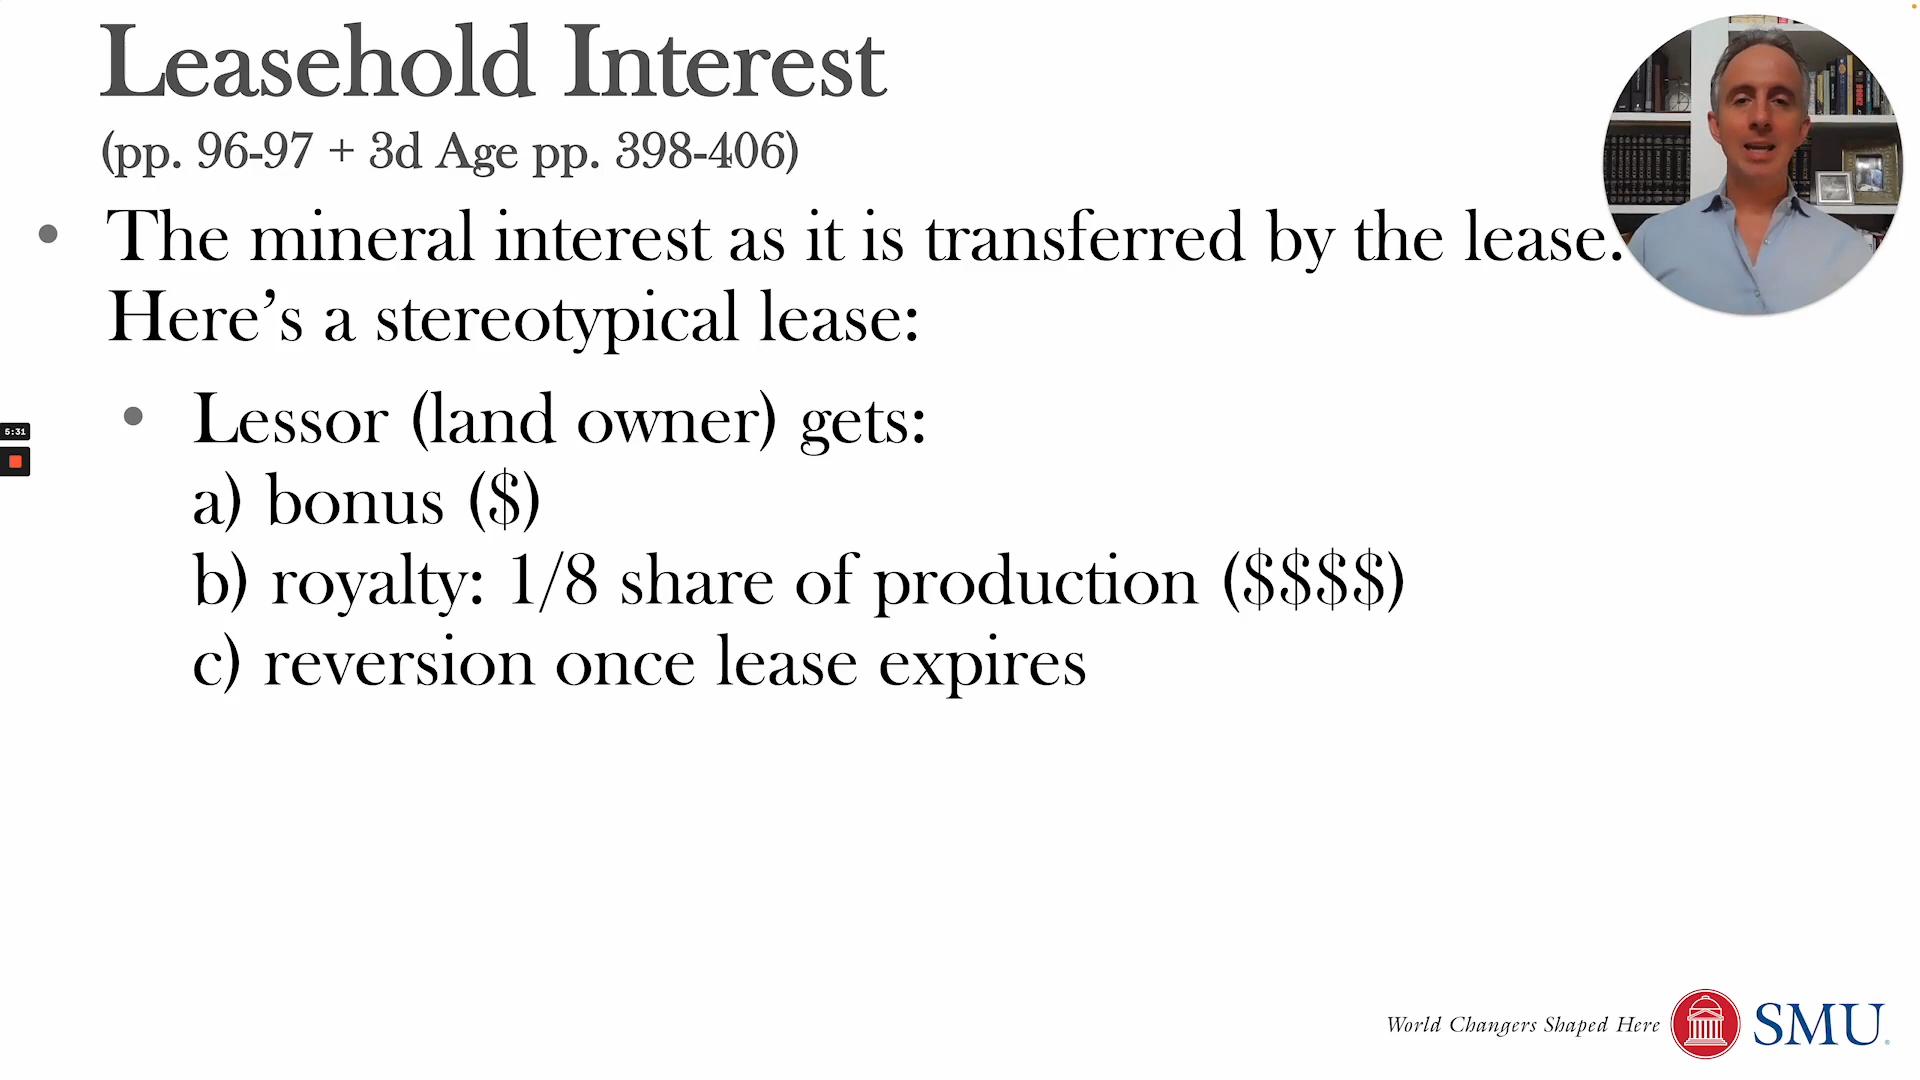 Leasehold Interest
(pp. 96-97 + 3d Age pp. 398-406)
• The mineral interest as it is transferred by the lease.
Here’s a stereotypical lease:
• Lessor (land owner) gets:
a) bonus ($)
b) royalty: 1/8 share of production ($$$$)
c) reversion once lease expires
5:31
World Changers Shaped Here SMU